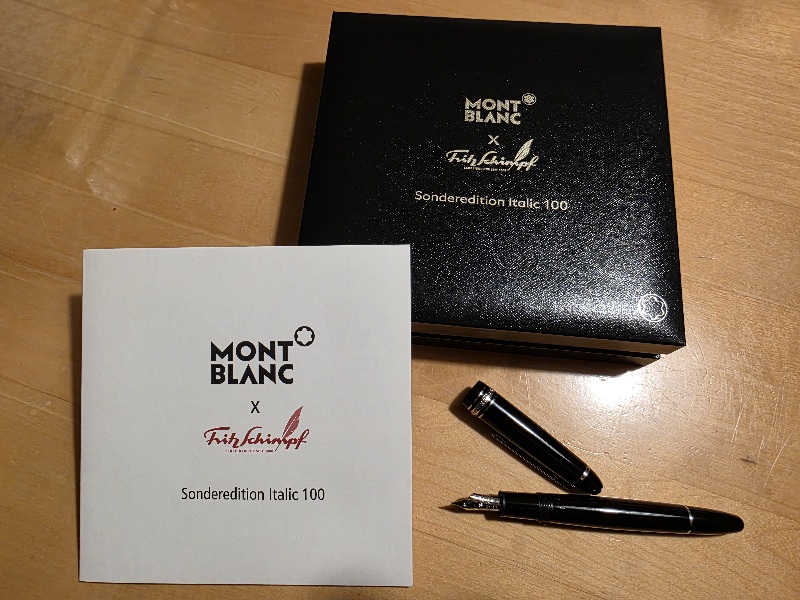 MONT
BLANC
X
Fritz Schimpf
Sonderedition Italic 100
MONT
BLANC
X
Fritz Schimpf
Sonderedition Italic 100